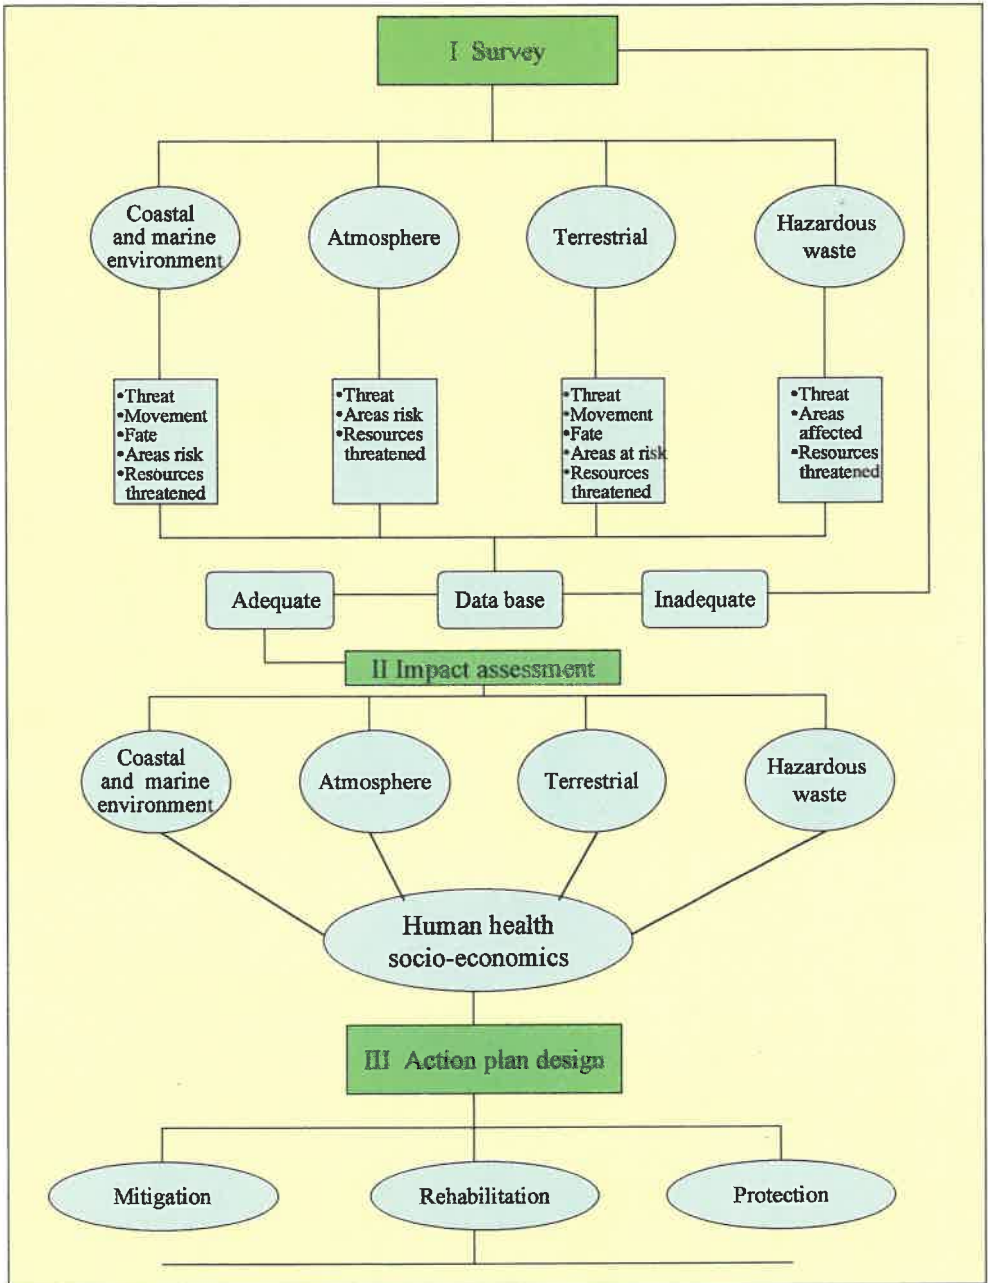 I Survey
Coastal
and marine
environment
Atmosphere
Terrestrial
Hazardous
waste
•Threat
•Movement
•Fate
•Areas risk
•Resources
threatened
•Threat
•Areas risk
•Resources
threatened
•Threat
•Movement
•Fate
•Areas at risk
•Resources
threatened
•Threat
•Areas
affected
•Resources
threatened
Adequate
Data base
Inadequate
II Impact assessment
Coastal
and marine
environment
Atmosphere
Terrestrial
Hazardous
waste
Human health
socio-economics
III Action plan design
Mitigation
Rehabilitation
Protection